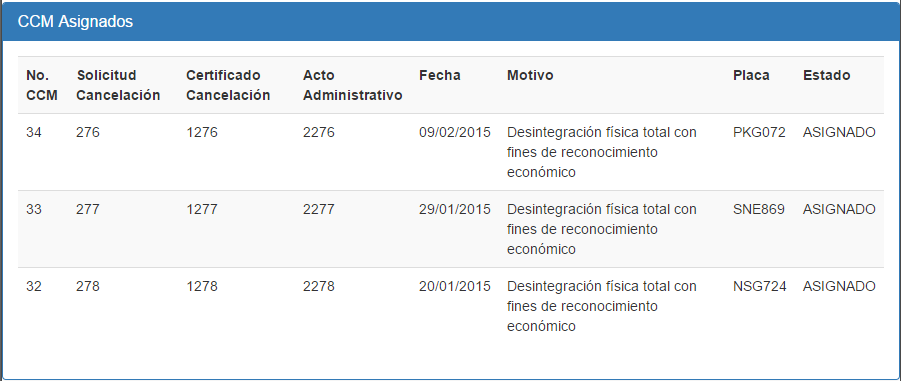 CCM Asignados
No. Solicitud Certificado Acto Fecha Motivo Placa Estado
CCM Cancelación Cancelación Administrativo
34 276 1276 2276 09/02/2015 Desintegración física total con PKG072 ASIGNADO
fines de reconocimiento
económico
33 277 1277 2277 29/01/2015 Desintegración física total con SNE869 ASIGNADO
fines de reconocimiento
económico
32 278 1278 2278 20/01/2015 Desintegración física total con NSG724 ASIGNADO
fines de reconocimiento
económico